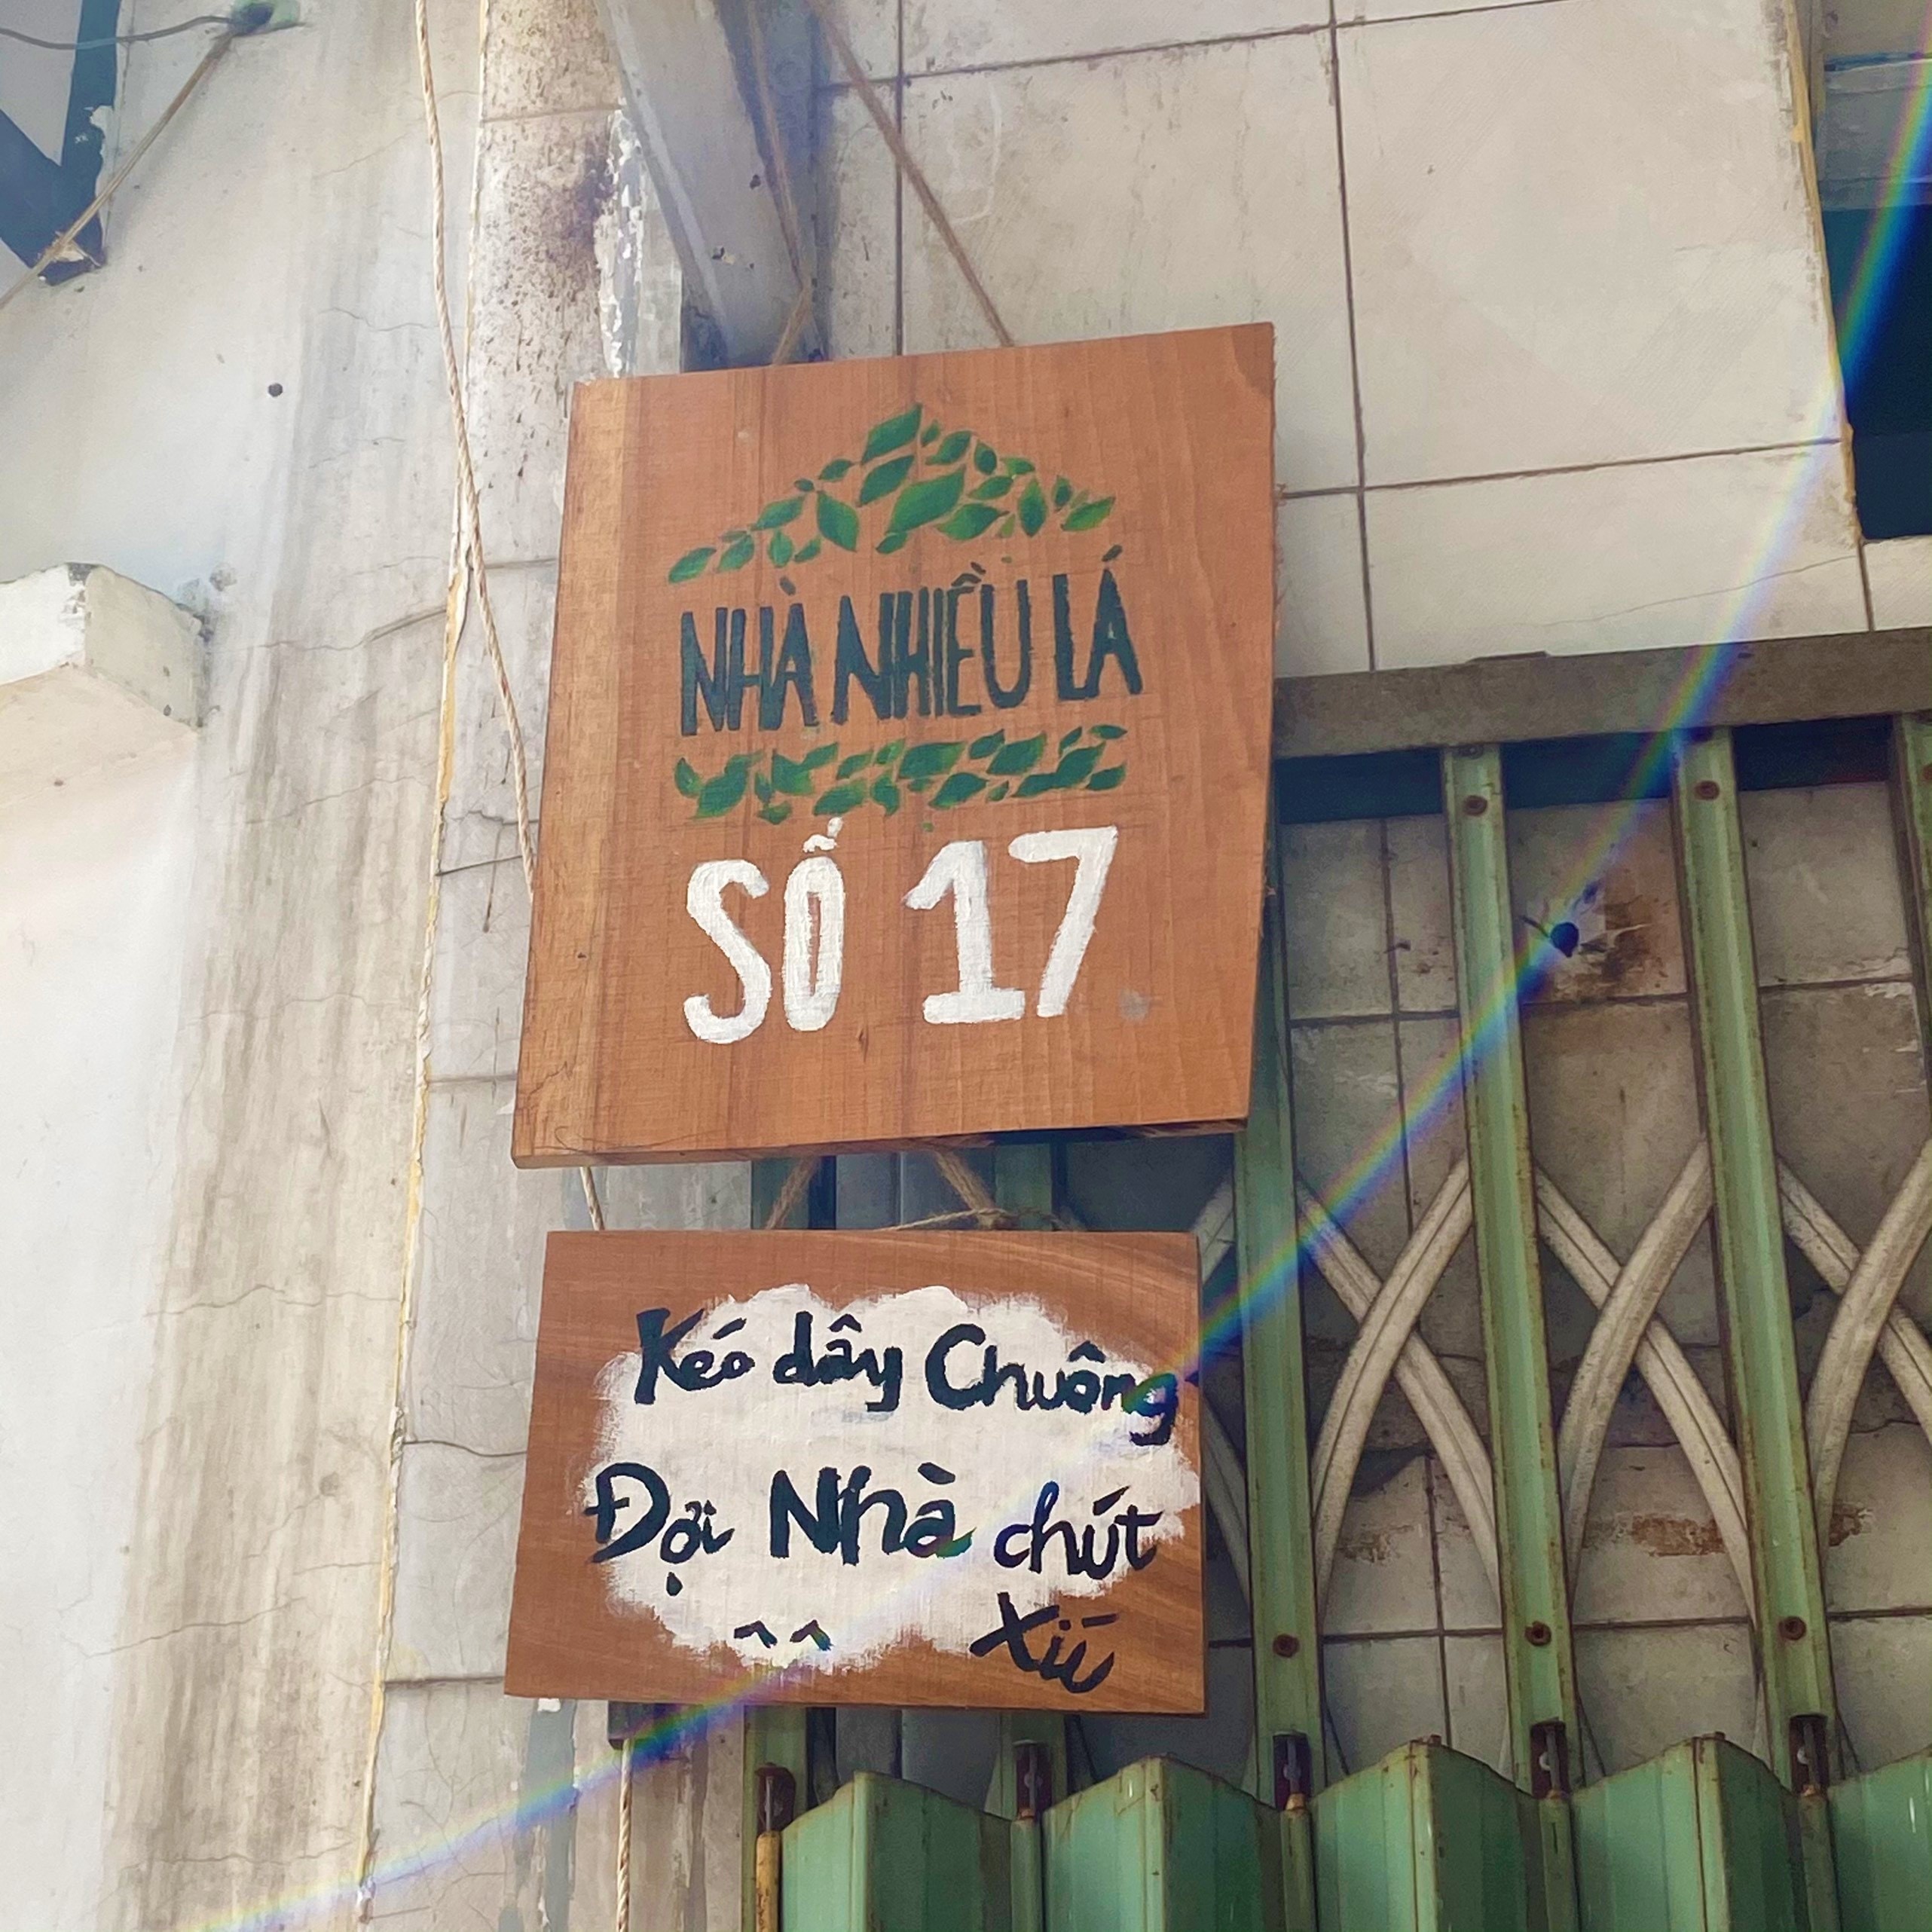 NHÀ NHIỀU LÁ
SỐ 17
Kéo dây Chuông
Đợi Nhà chút
Xíu
^ ^